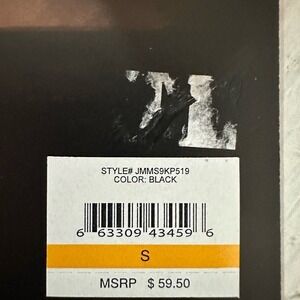 STYLE# JMMS9KP519
COLOR: BLACK
6 63309 43459 6
S
MSRP $ 59.50